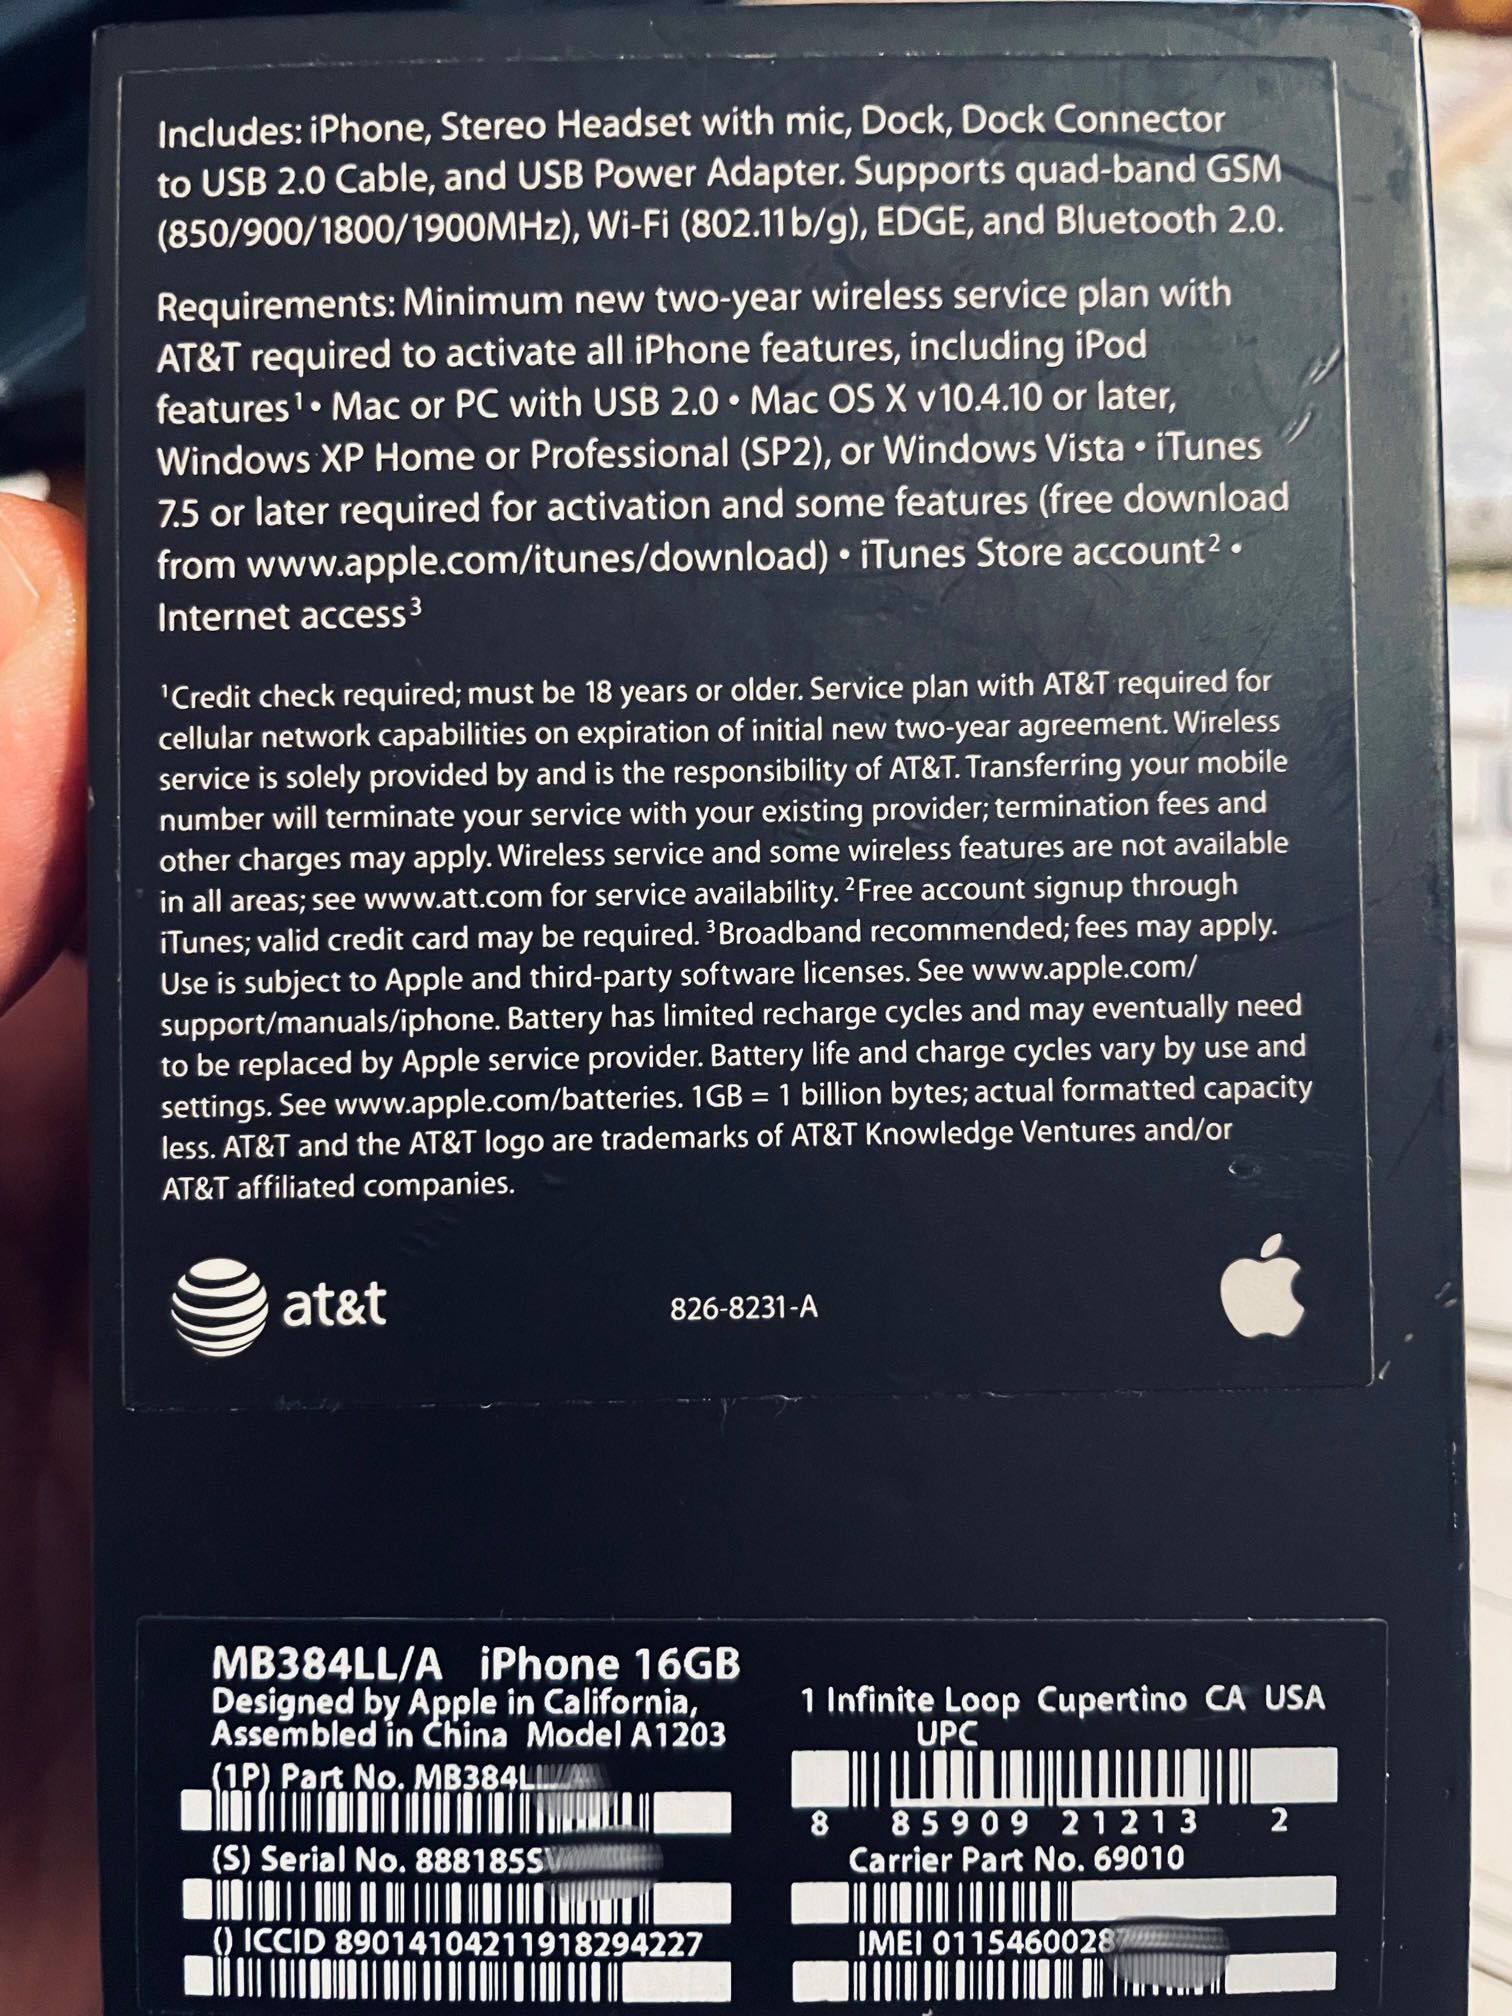 Includes: iPhone, Stereo Headset with mic, Dock, Dock Connector
to USB 2.0 Cable, and USB Power Adapter. Supports quad-band GSM
(850/900/1800/1900MHz), Wi-Fi (802.11b/g), EDGE, and Bluetooth 2.0.
Requirements: Minimum new two-year wireless service plan with
AT&T required to activate all iPhone features, including iPod
features¹ • Mac or PC with USB 2.0 • Mac OS X v10.4.10 or later,
Windows XP Home or Professional (SP2), or Windows Vista • iTunes
7.5 or later required for activation and some features (free download
from www.apple.com/itunes/download) • iTunes Store account² •
Internet access³
¹Credit check required; must be 18 years or older. Service plan with AT&T required for
cellular network capabilities on expiration of initial new two-year agreement. Wireless
service is solely provided by and is the responsibility of AT&T. Transferring your mobile
number will terminate your service with your existing provider; termination fees and
other charges may apply. Wireless service and some wireless features are not available
in all areas; see www.att.com for service availability. ²Free account signup through
iTunes; valid credit card may be required. ³Broadband recommended; fees may apply.
Use is subject to Apple and third-party software licenses. See www.apple.com/
support/manuals/iphone. Battery has limited recharge cycles and may eventually need
to be replaced by Apple service provider. Battery life and charge cycles vary by use and
settings. See www.apple.com/batteries. 1GB = 1 billion bytes; actual formatted capacity
less. AT&T and the AT&T logo are trademarks of AT&T Knowledge Ventures and/or
AT&T affiliated companies.
at&t
826-8231-A
MB384LL/A iPhone 16GB
Designed by Apple in California,
Assembled in China Model A1203
(1P) Part No.
(S) Serial No.
() ICCID 89014104211918294227
1 Infinite Loop Cupertino CA USA
UPC
8 85909 21213 2
Carrier Part No. 69010
IMEI